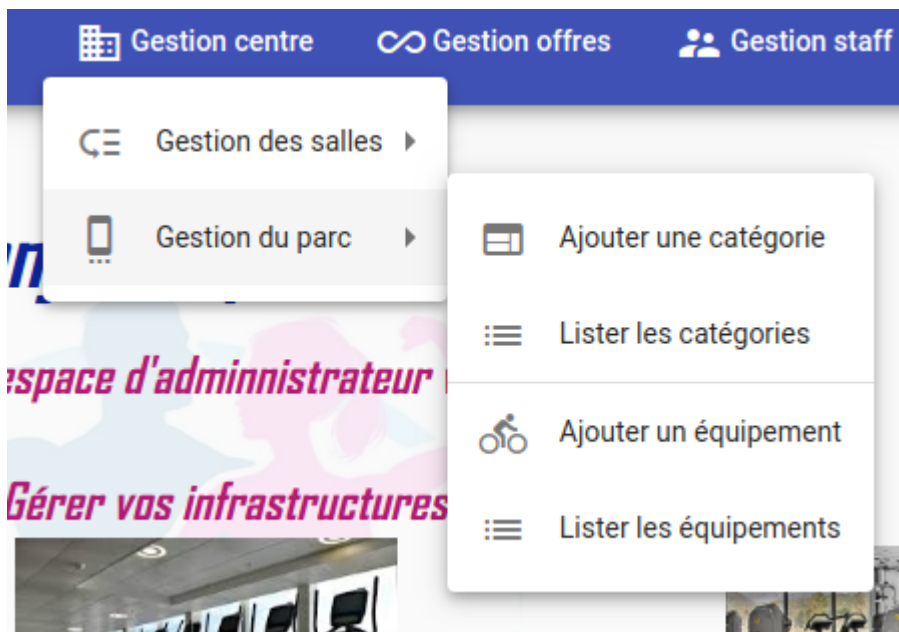 Gestion centre
Gestion offres
Gestion staff
Gestion des salles
Gestion du parc
Ajouter une catégorie
Lister les catégories
Ajouter un équipement
Lister les équipements
espace d'adminnistrateur
Gérer vos infrastructures